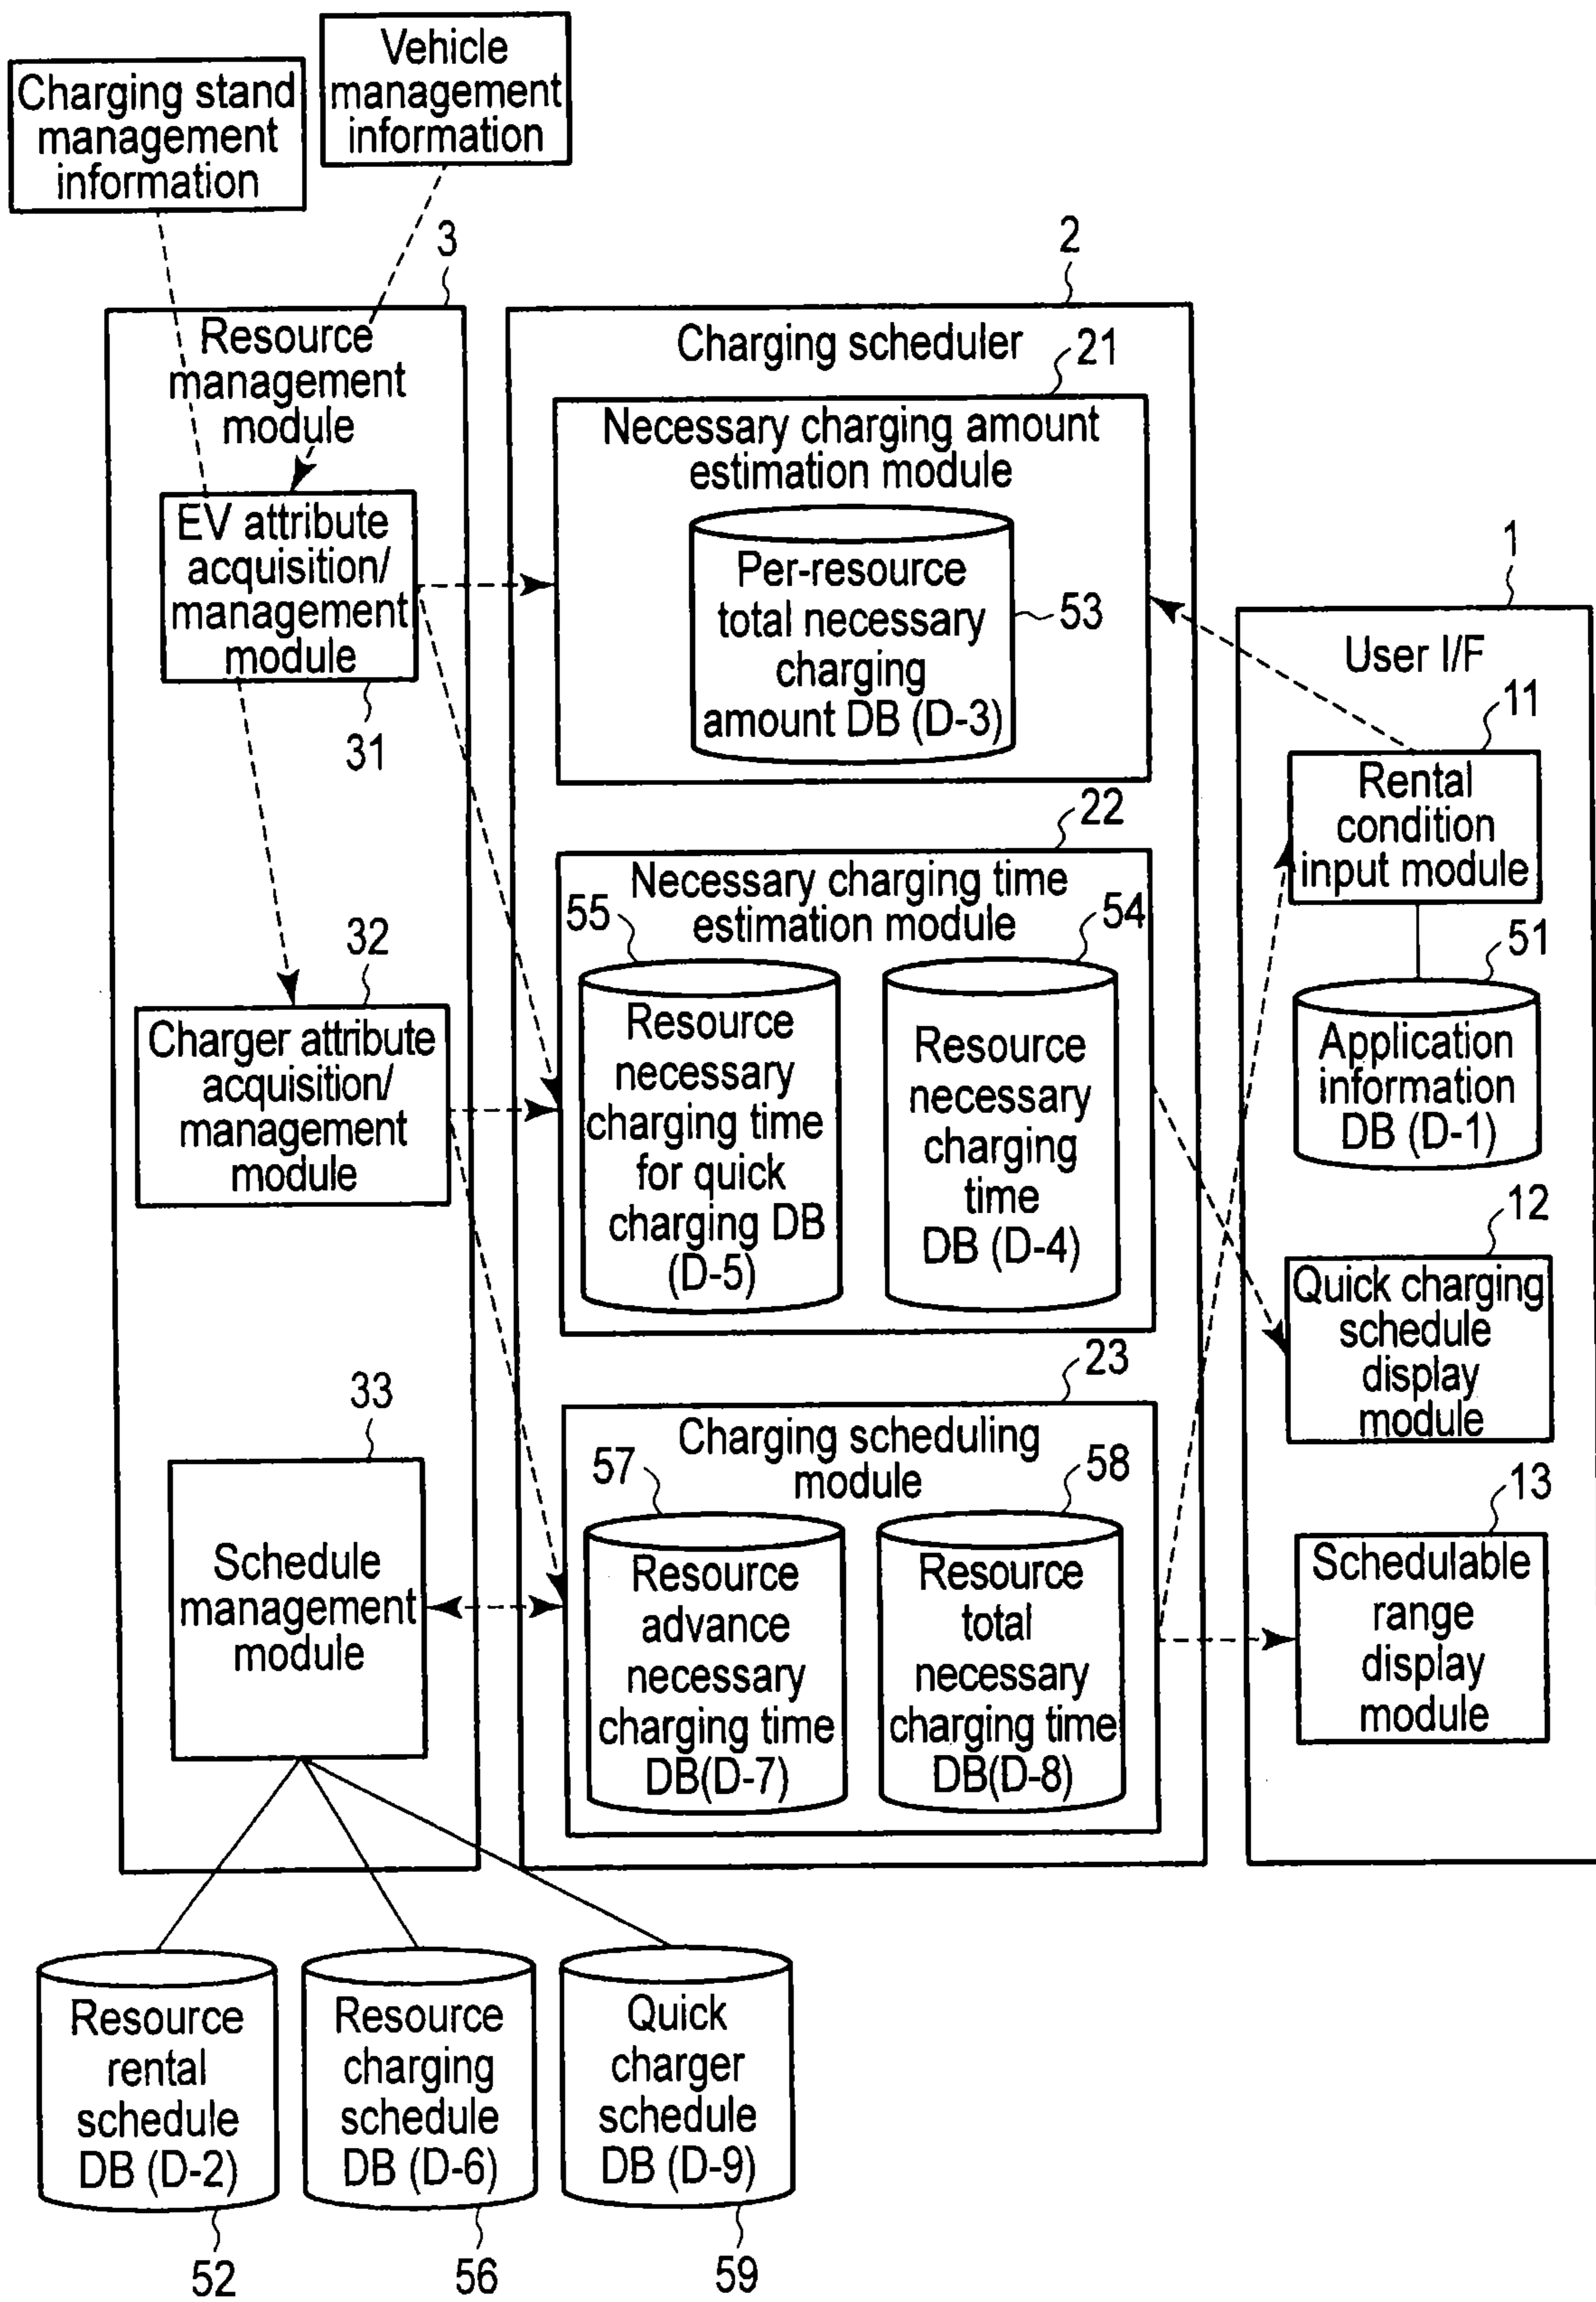 Charging stand
management
information
Vehicle
management
information
3
Resource
management
module
EV attribute
acquisition/
management
module
31
32
Charger attribute
acquisition/
management
module
33
Schedule
management
module
2
Charging scheduler
21
Necessary charging amount
estimation module
Per-resource
total necessary
charging
amount DB (D-3)
53
22
Necessary charging time
estimation module
55
54
Resource
necessary
charging time
for quick
charging DB
(D-5)
Resource
necessary
charging
time
DB (D-4)
23
Charging scheduling
module
57
58
Resource
advance
necessary
charging time
DB(D-7)
Resource
total
necessary
charging time
DB(D-8)
1
User I/F
11
Rental
condition
input module
51
Application
information
DB (D-1)
12
Quick charging
schedule
display
module
13
Schedulable
range
display
module
Resource
rental
schedule
DB (D-2)
52
Resource
charging
schedule
DB (D-6)
56
Quick
charger
schedule
DB (D-9)
59